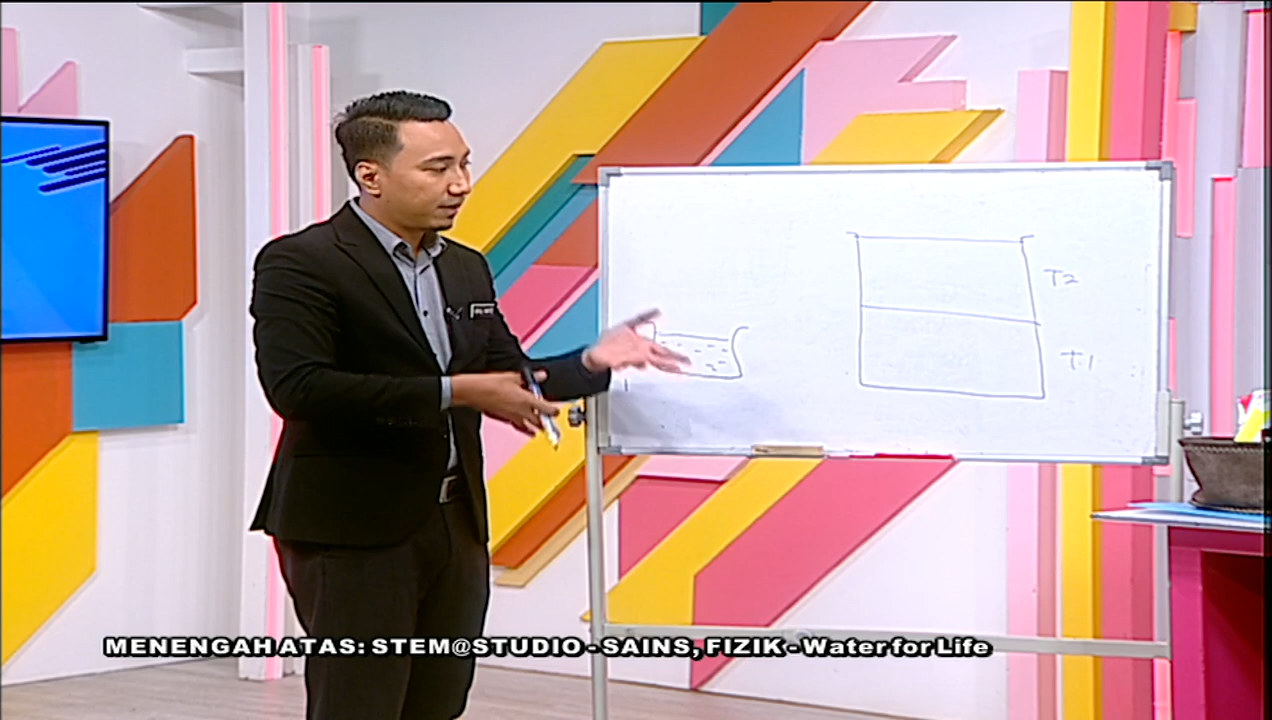 T2
T1
MENENGAH ATAS: STEM@STUDIO - SAINS, FIZIK - Water for Life